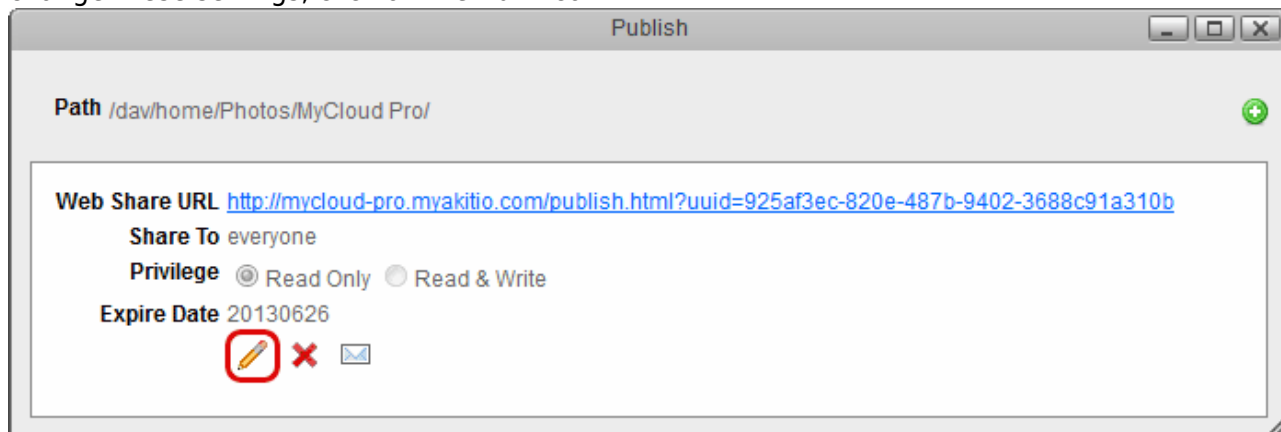 Publish
Path /dav/home/Photos/MyCloud Pro/
Web Share URL http://mycloud-pro.myakitio.com/publish.html?uuid=925af3ec-820e-487b-9402-3688c91a310b
Share To everyone
Privilege Read Only Read & Write
Expire Date 20130626